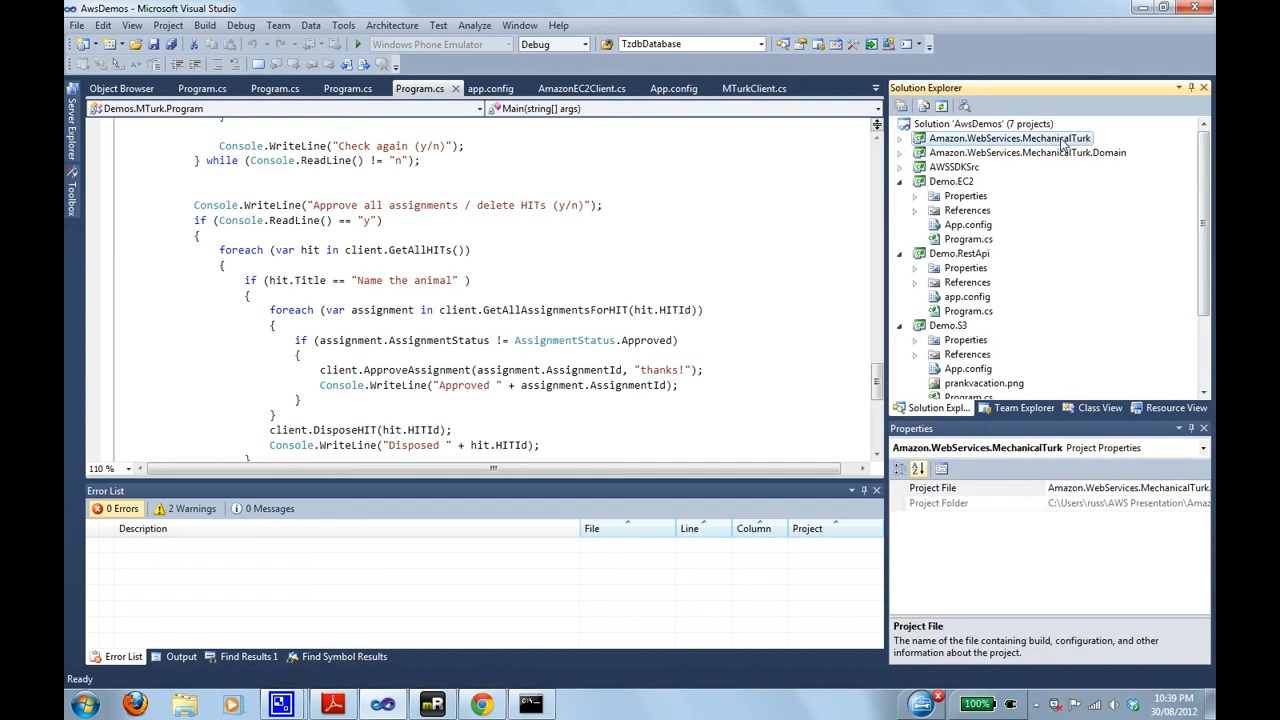 AwsDemos - Microsoft Visual Studio
File Edit View Project Build Debug Team Data Tools Architecture Test Analyze Window Help
Windows Phone Emulator Debug TzdbDatabase
Object Browser Program.cs Program.cs Program.cs Program.cs app.config AmazonEC2Client.cs App.config MTurkClient.cs
Demos.MTurk.Program Main(string[] args)
}
Console.WriteLine("Check again (y/n)");
} while (Console.ReadLine() != "n");
Console.WriteLine("Approve all assignments / delete HITs (y/n)");
if (Console.ReadLine() == "y")
{
foreach (var hit in client.GetAllHITs())
{
if (hit.Title == "Name the animal" )
{
foreach (var assignment in client.GetAllAssignmentsForHIT(hit.HITId))
{
if (assignment.AssignmentStatus != AssignmentStatus.Approved)
{
client.ApproveAssignment(assignment.AssignmentId, "thanks!");
Console.WriteLine("Approved " + assignment.AssignmentId);
}
}
client.DisposeHIT(hit.HITId);
Console.WriteLine("Disposed " + hit.HITId);
}
110 %
Server Explorer
Toolbox
Error List
0 Errors 2 Warnings 0 Messages
Description File Line Column Project
Error List Output Find Results 1 Find Symbol Results
Solution Explorer
Solution 'AwsDemos' (7 projects)
Amazon.WebServices.MechanicalTurk
Amazon.WebServices.MechanicalTurk.Domain
AWSSDKSrc
Demo.EC2
Properties
References
App.config
Program.cs
Demo.RestApi
Properties
References
app.config
Program.cs
Demo.S3
Properties
References
App.config
prankvacation.png
Program.cs
Solution Expl... Team Explorer Class View Resource View
Properties
Amazon.WebServices.MechanicalTurk Project Properties
Project File Amazon.WebServices.MechanicalTurk.
Project Folder C:\Users\russ\AWS Presentation\Amaz
Project File
The name of the file containing build, configuration, and other
information about the project.
Ready
mR
100%
10:39 PM
30/08/2012